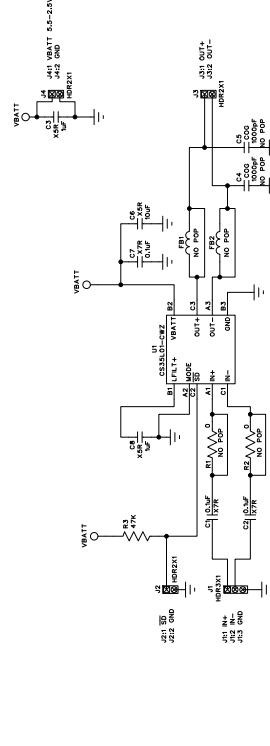 J4:1 VBATT 5.5-2.5V
J4:2 GND
J4
HDR2X1
VBATT
C3
X5R
1uF
J3:1 OUT+
J3:2 OUT-
J3
HDR2X1
C5
COG
1000pF
NO POP
C4
COG
1000pF
NO POP
FB1
NO POP
FB2
NO POP
VBATT
C6
X5R
10uF
C7
X7R
0.1uF
U1
CS35L01-CWZ
B1
LFILT+
A2
MODE
C2
SD
A1
IN+
C1
IN-
B2
VBATT
C3
OUT+
A3
OUT-
B3
GND
C8
X5R
1uF
R1
0
NO POP
R2
0
NO POP
VBATT
R3
47K
C1
0.1uF
X7R
C2
0.1uF
X7R
J2
HDR2X1
J2:1 SD
J2:2 GND
J1
HDR3X1
J1:1 IN+
J1:2 IN-
J1:3 GND